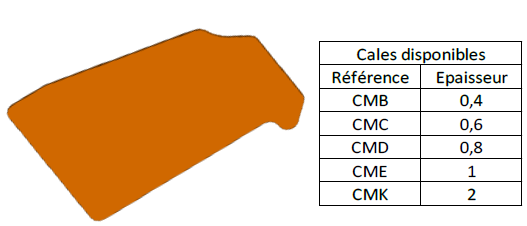 Cales disponibles
Référence Epaisseur
CMB 0,4
CMC 0,6
CMD 0,8
CME 1
CMK 2